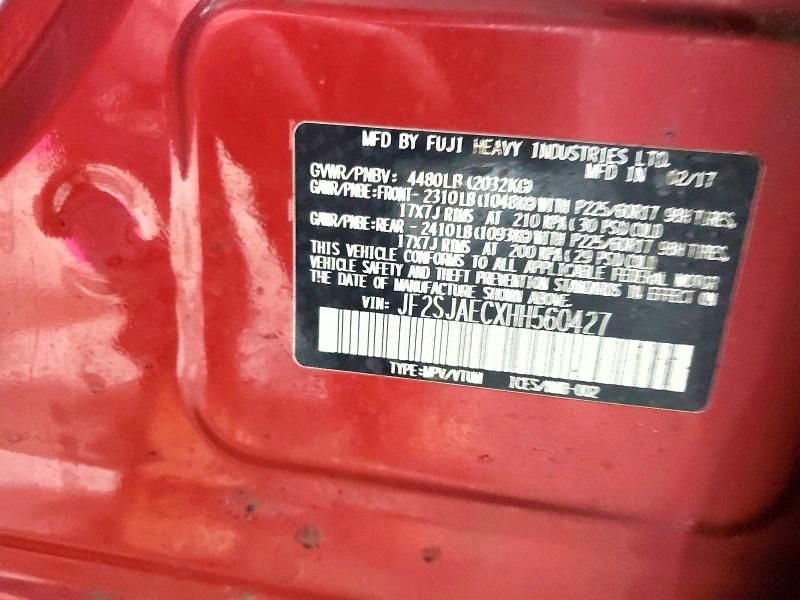 MFD BY FUJI HEAVY INDUSTRIES LTD.
MFD IN 02/17
GVWR/PNBV: 4480LB(2032KG)
GAWR/PNBE:FRONT- 2310LB(1048KG)WITH P225/60R17 98H TIRES,
17X7J RIMS AT 210 KPA( 30 PSI)COLD
GAWR/PNBE:REAR - 2410LB(1093KG)WITH P225/60R17 98H TIRES,
17X7J RIMS AT 200 KPA( 29 PSI)COLD
THIS VEHICLE CONFORMS TO ALL APPLICABLE FEDERAL MOTOR
VEHICLE SAFETY AND THEFT PREVENTION STANDARDS IN EFFECT ON
THE DATE OF MANUFACTURE SHOWN ABOVE.
VIN: JF2SJAECXHH560427
TYPE:MPV/VTUM ICES/NMB-002